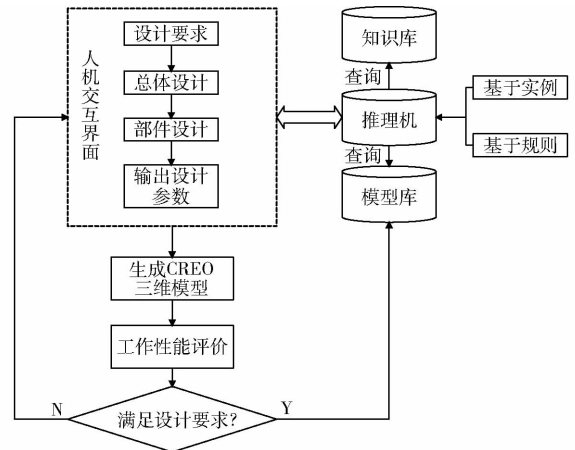 人机交互界面
设计要求
总体设计
部件设计
输出设计
参数
知识库
查询
推理机
查询
模型库
基于实例
基于规则
生成CREO
三维模型
工作性能评价
满足设计要求?
N
Y